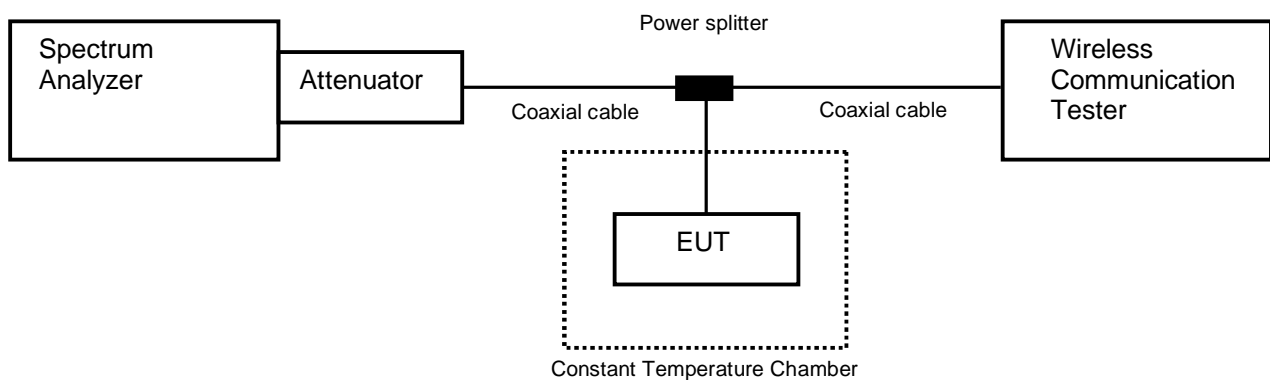 Power splitter
Spectrum
Analyzer
Attenuator
Wireless
Communication
Tester
Coaxial cable
Coaxial cable
EUT
Constant Temperature Chamber